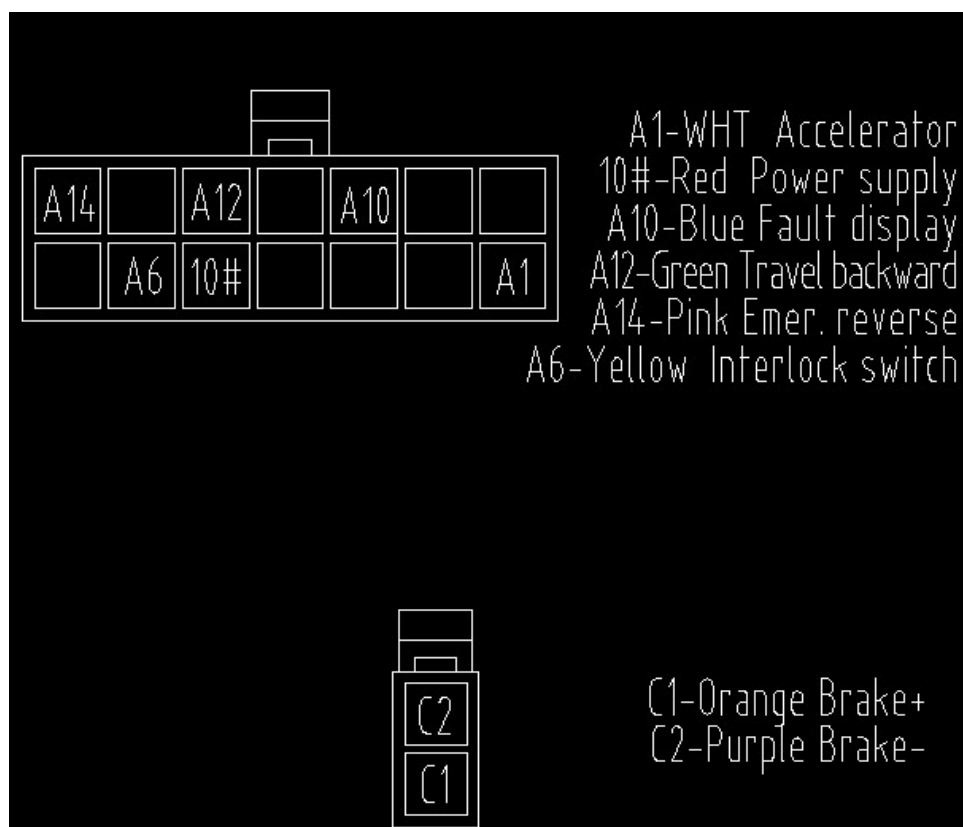 A1-WHT Accelerator
10#-Red Power supply
A14 A12 A10
A10-Blue Fault display
A6 10# A1
A12-Green Travel backward
A14-Pink Emer. reverse
A6-Yellow Interlock switch
C2
C1
C1-Orange Brake+
C2-Purple Brake-